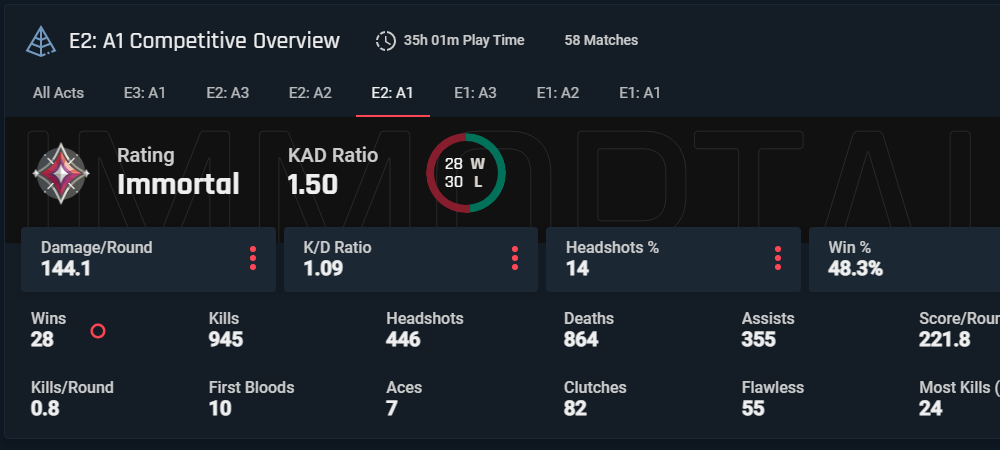 E2: A1 Competitive Overview 35h 01m Play Time 58 Matches
All Acts E3: A1 E2: A3 E2: A2 E2: A1 E1: A3 E1: A2 E1: A1
IMMORTAL
Rating KAD Ratio
Immortal 1.50
28 W
30 L
Damage/Round K/D Ratio Headshots % Win %
144.1 1.09 14 48.3%
Wins Kills Headshots Deaths Assists Score/Roun
28 945 446 864 355 221.8
Kills/Round First Bloods Aces Clutches Flawless Most Kills (
0.8 10 7 82 55 24